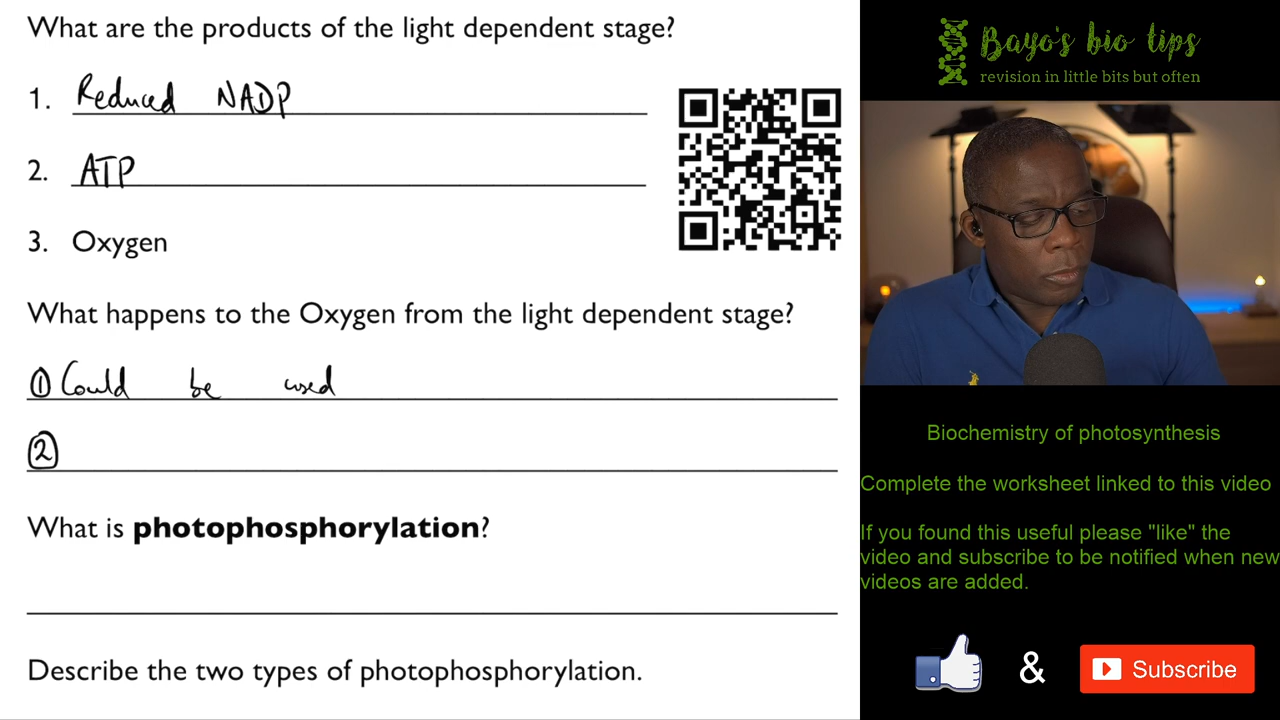 What are the products of the light dependent stage?
1. Reduced NADP
2. ATP
3. Oxygen
What happens to the Oxygen from the light dependent stage?
① Could be used
②
What is photophosphorylation?
Describe the two types of photophosphorylation.
Bayo's bio tips
revision in little bits but often
Biochemistry of photosynthesis
Complete the worksheet linked to this video
If you found this useful please "like" the
video and subscribe to be notified when new
videos are added.
& Subscribe